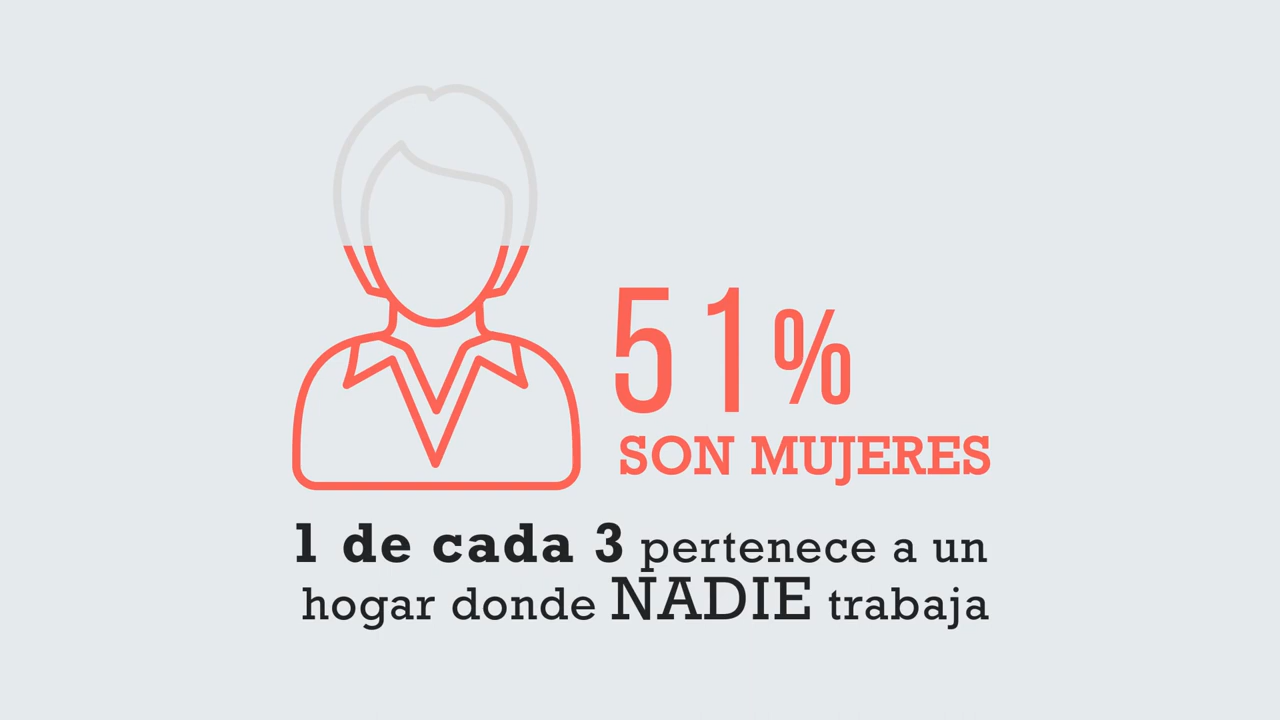 51%
SON MUJERES
1 de cada 3 pertenece a un
hogar donde NADIE trabaja